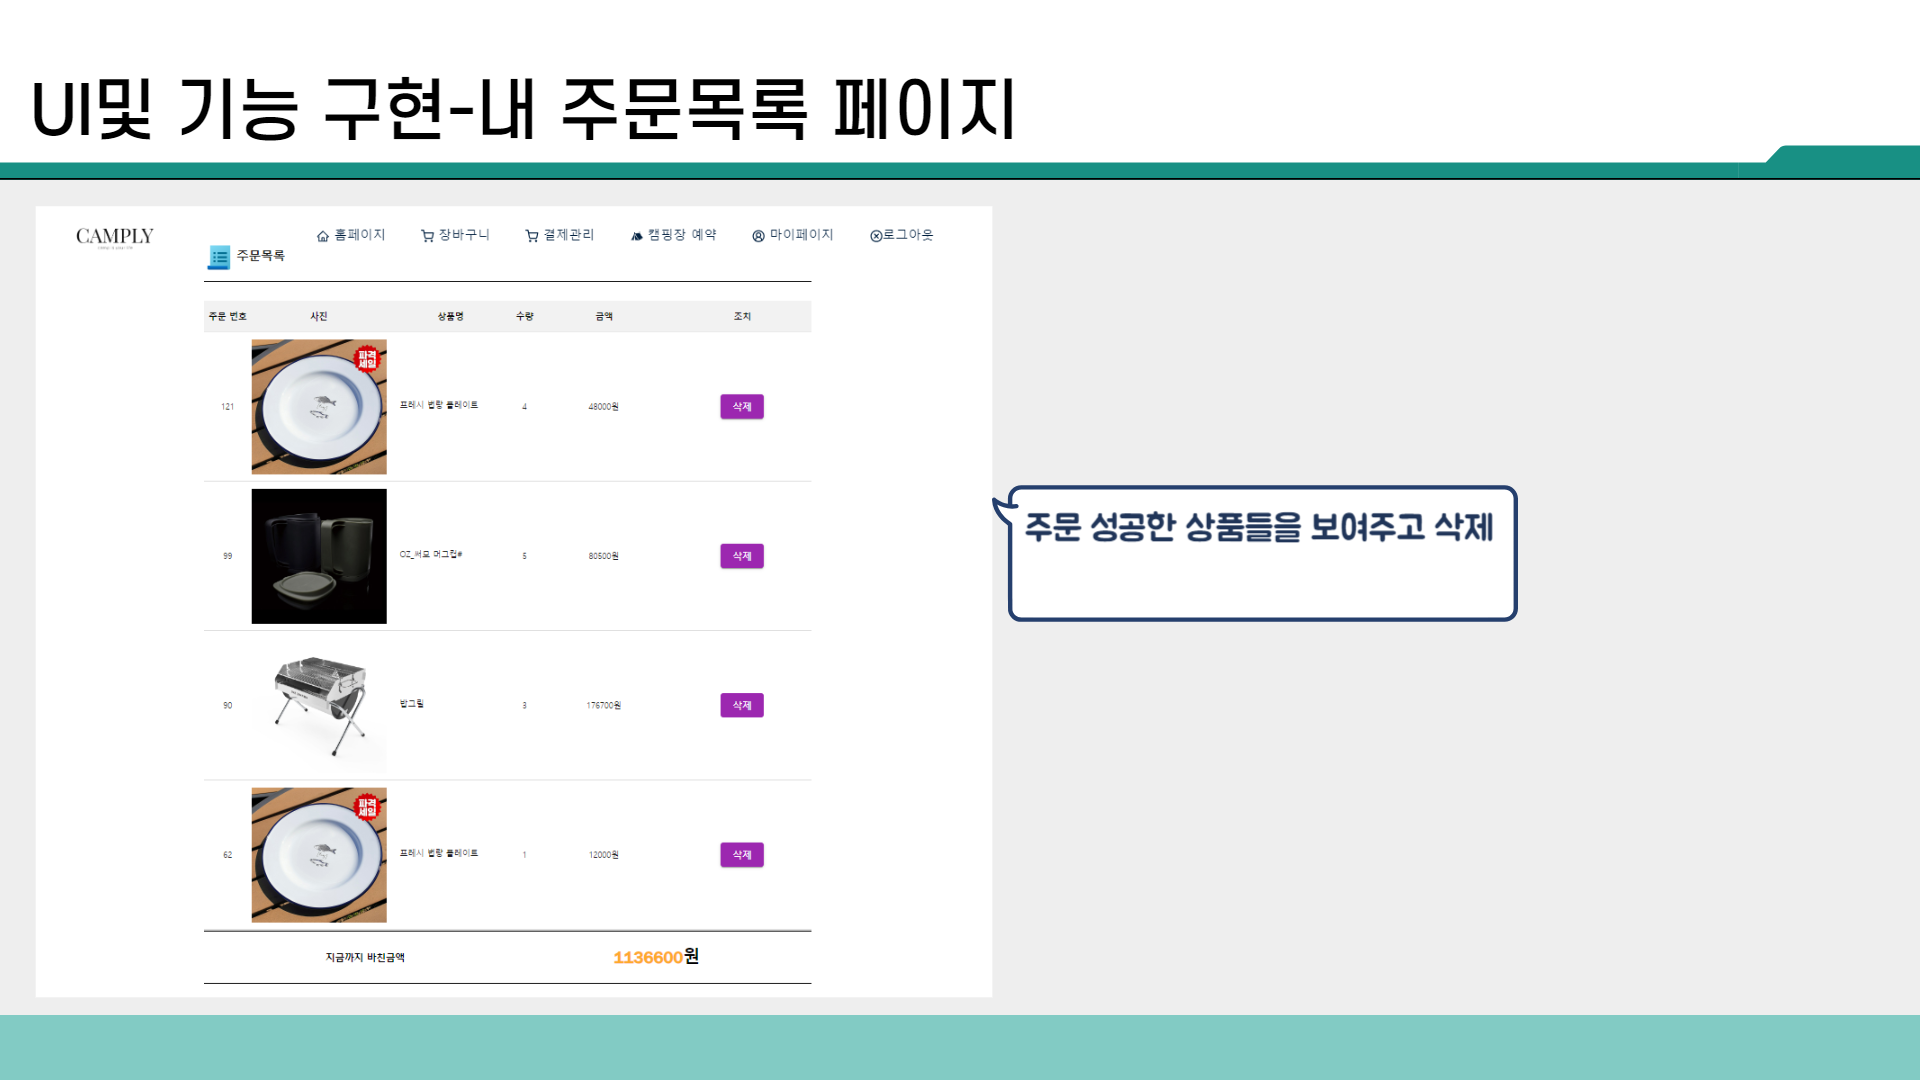 UI및 기능 구현-내 주문목록 페이지
CAMPLY
홈페이지 장바구니 결제관리 캠핑장 예약 마이페이지 로그아웃
주문목록
주문 번호 사진 상품명 수량 금액 조치
파격
세일
121 프레시 법랑 플레이트 4 48000원 삭제
99 OZ_써모 머그컵# 5 80500원 삭제
90 밥그릴 3 176700원 삭제
파격
세일
62 프레시 법랑 플레이트 1 12000원 삭제
지금까지 바친금액 1136600원
주문 성공한 상품들을 보여주고 삭제